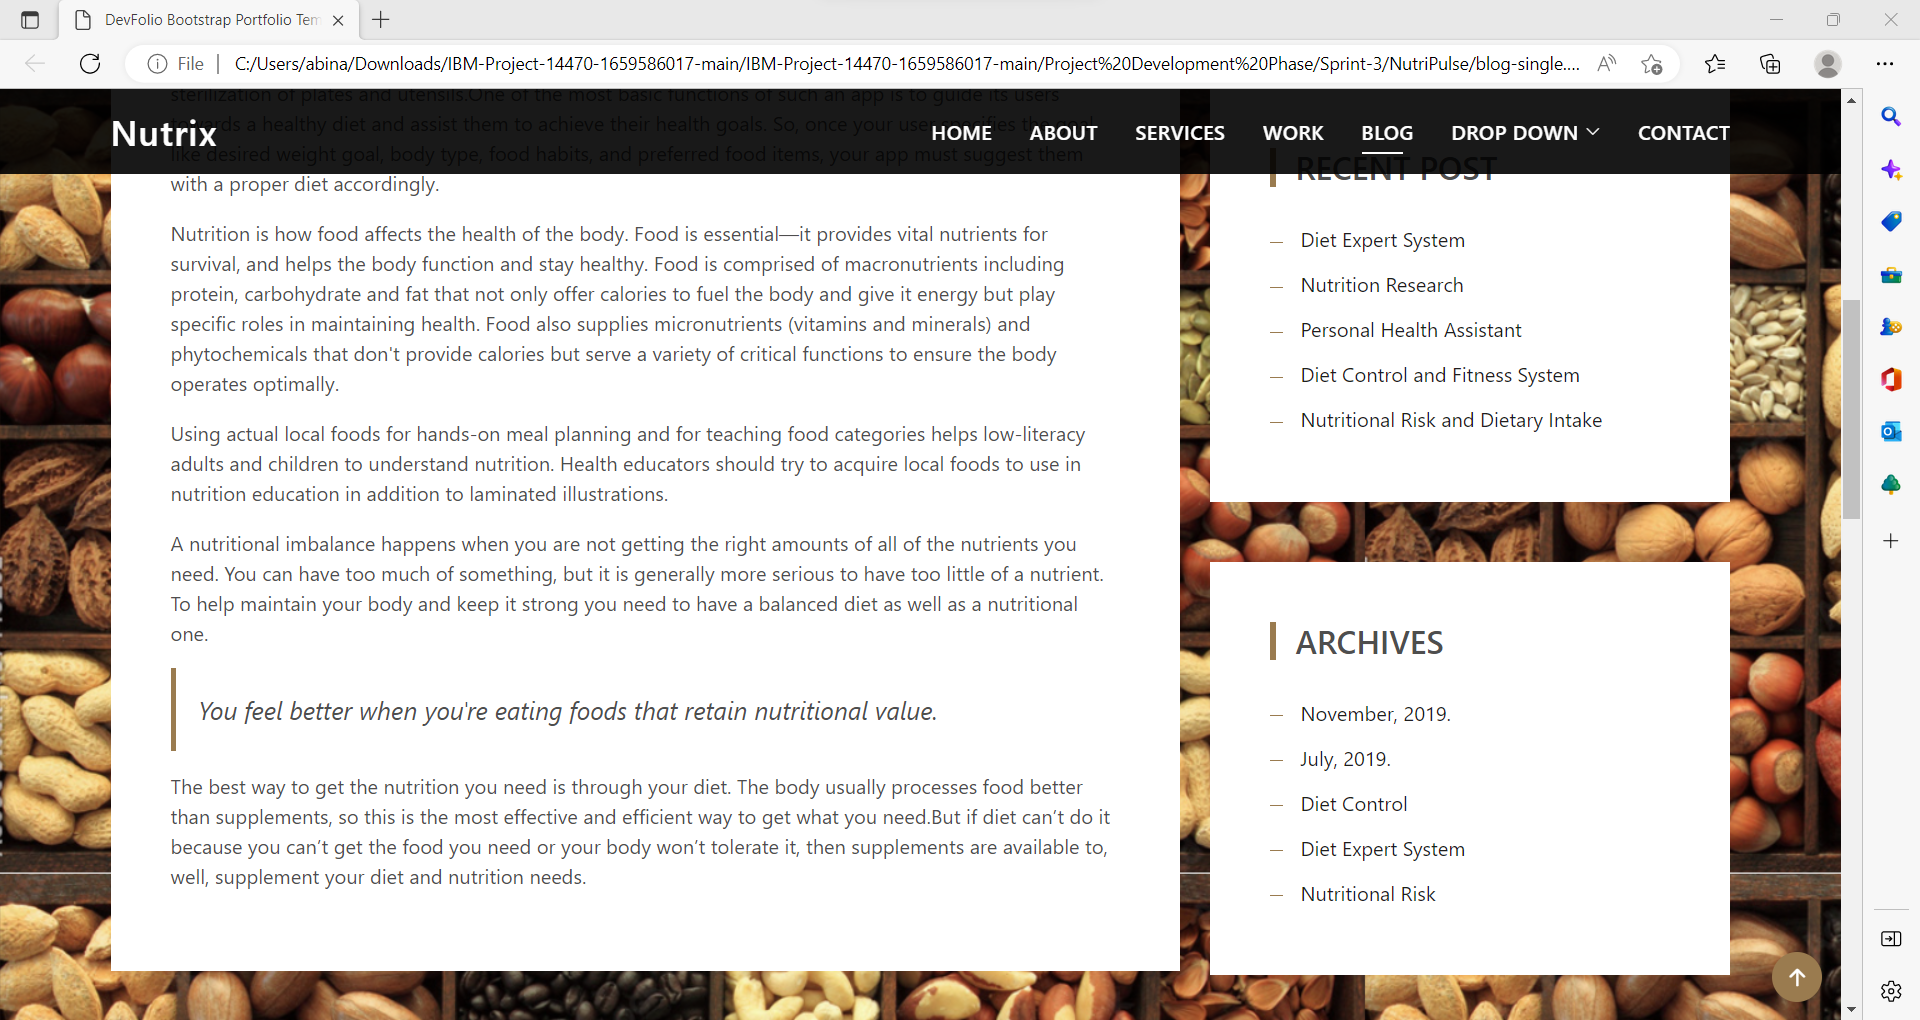 DevFolio Bootstrap Portfolio Tem
File
C:/Users/abina/Downloads/IBM-Project-14470-1659586017-main/IBM-Project-14470-1659586017-main/Project%20Development%20Phase/Sprint-3/NutriPulse/blog-single....
Nutrix
HOME ABOUT SERVICES WORK BLOG DROP DOWN CONTACT
sterilization of plates and utensils.One of the most basic functions of such an app is to guide its users
towards a healthy diet and assist them to achieve their health goals. So, once your user specifies the goal
like desired weight goal, body type, food habits, and preferred food items, your app must suggest them
with a proper diet accordingly.
Nutrition is how food affects the health of the body. Food is essential—it provides vital nutrients for
survival, and helps the body function and stay healthy. Food is comprised of macronutrients including
protein, carbohydrate and fat that not only offer calories to fuel the body and give it energy but play
specific roles in maintaining health. Food also supplies micronutrients (vitamins and minerals) and
phytochemicals that don't provide calories but serve a variety of critical functions to ensure the body
operates optimally.
Using actual local foods for hands-on meal planning and for teaching food categories helps low-literacy
adults and children to understand nutrition. Health educators should try to acquire local foods to use in
nutrition education in addition to laminated illustrations.
A nutritional imbalance happens when you are not getting the right amounts of all of the nutrients you
need. You can have too much of something, but it is generally more serious to have too little of a nutrient.
To help maintain your body and keep it strong you need to have a balanced diet as well as a nutritional
one.
You feel better when you're eating foods that retain nutritional value.
The best way to get the nutrition you need is through your diet. The body usually processes food better
than supplements, so this is the most effective and efficient way to get what you need.But if diet can’t do it
because you can’t get the food you need or your body won’t tolerate it, then supplements are available to,
well, supplement your diet and nutrition needs.
RECENT POST
Diet Expert System
Nutrition Research
Personal Health Assistant
Diet Control and Fitness System
Nutritional Risk and Dietary Intake
ARCHIVES
November, 2019.
July, 2019.
Diet Control
Diet Expert System
Nutritional Risk